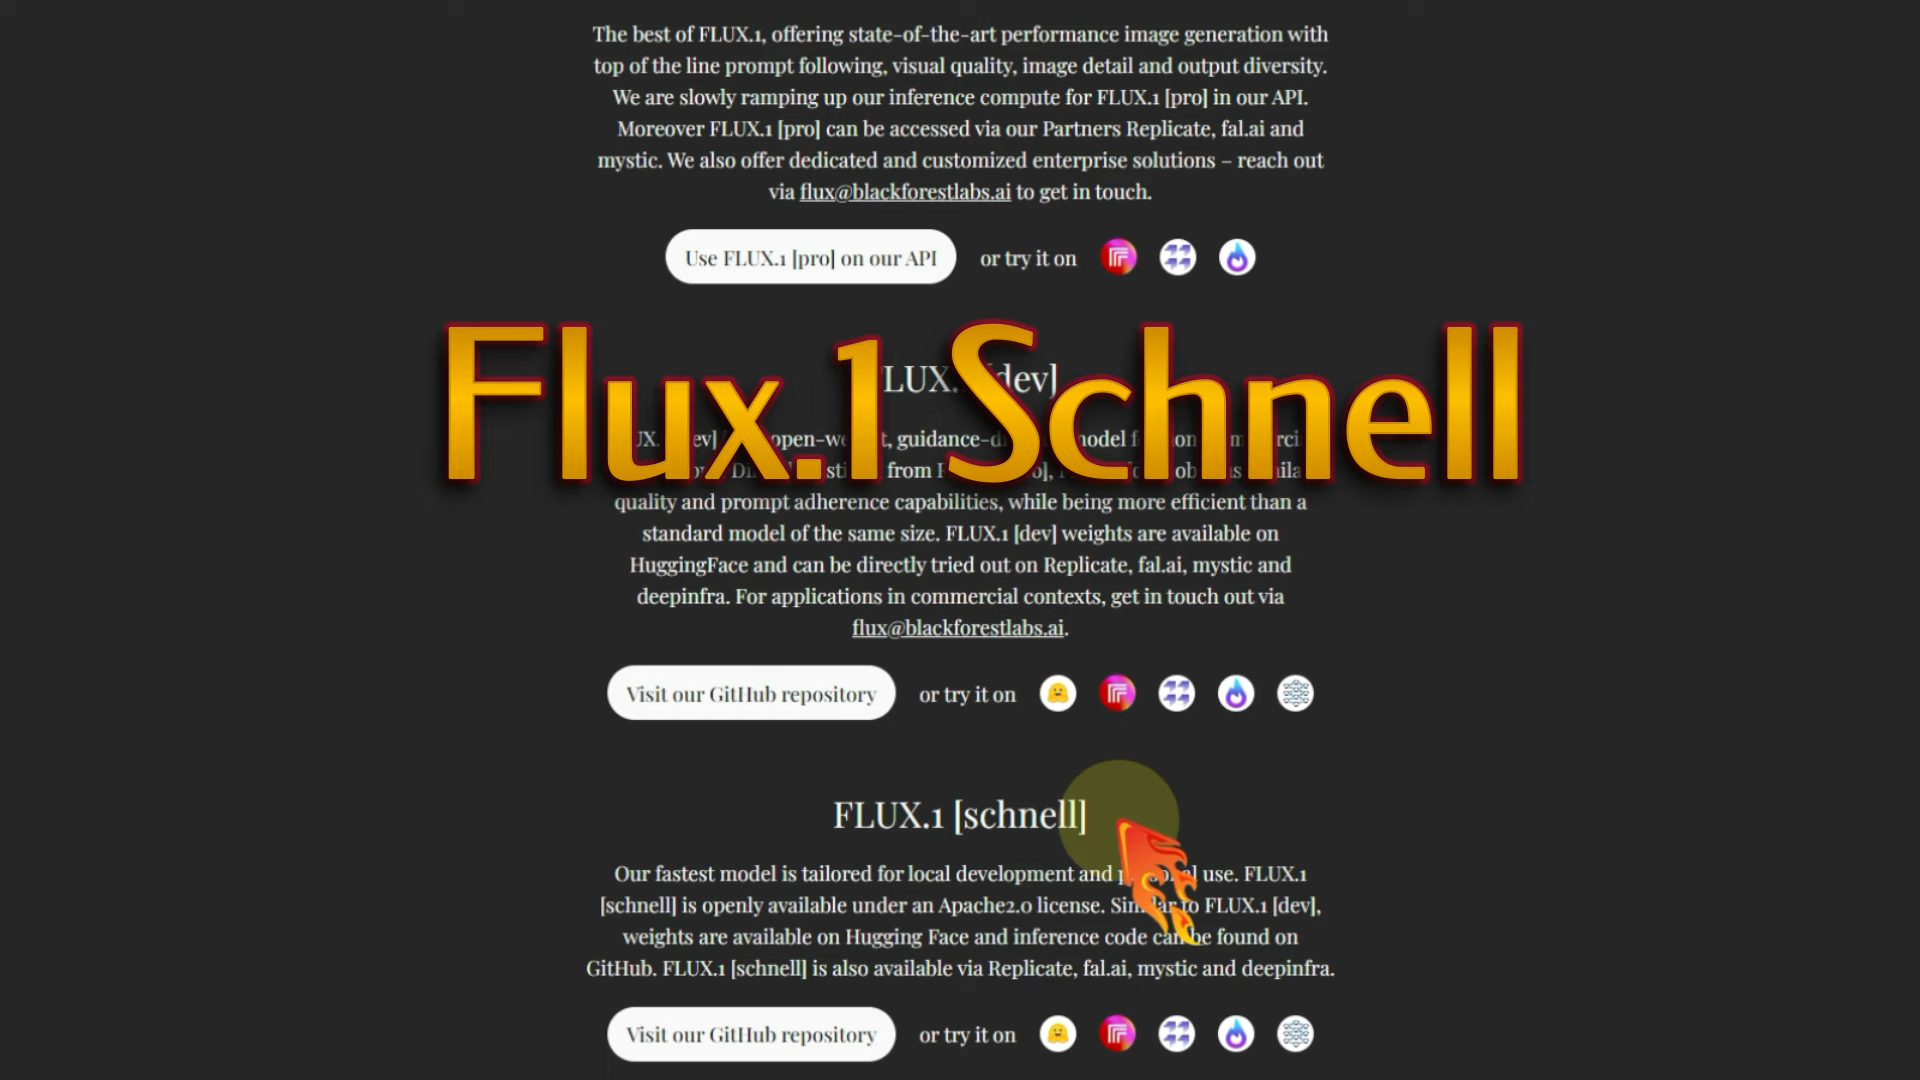 The best of FLUX.1, offering state-of-the-art performance image generation with
top of the line prompt following, visual quality, image detail and output diversity.
We are slowly ramping up our inference compute for FLUX.1 [pro] in our API.
Moreover FLUX.1 [pro] can be accessed via our Partners Replicate, fal.ai and
mystic. We also offer dedicated and customized enterprise solutions – reach out
via flux@blackforestlabs.ai to get in touch.
Use FLUX.1 [pro] on our API or try it on
Flux.1 Schnell
[dev]
guidance-
from
quality and prompt adherence capabilities, while being more efficient than a
standard model of the same size. FLUX.1 [dev] weights are available on
HuggingFace and can be directly tried out on Replicate, fal.ai, mystic and
deepinfra. For applications in commercial contexts, get in touch out via
flux@blackforestlabs.ai.
Visit our GitHub repository or try it on
FLUX.1 [schnell]
Our fastest model is tailored for local development and personal use. FLUX.1
[schnell] is openly available under an Apache2.0 license. Similar to FLUX.1 [dev],
weights are available on Hugging Face and inference code can be found on
GitHub. FLUX.1 [schnell] is also available via Replicate, fal.ai, mystic and deepinfra.
Visit our GitHub repository or try it on